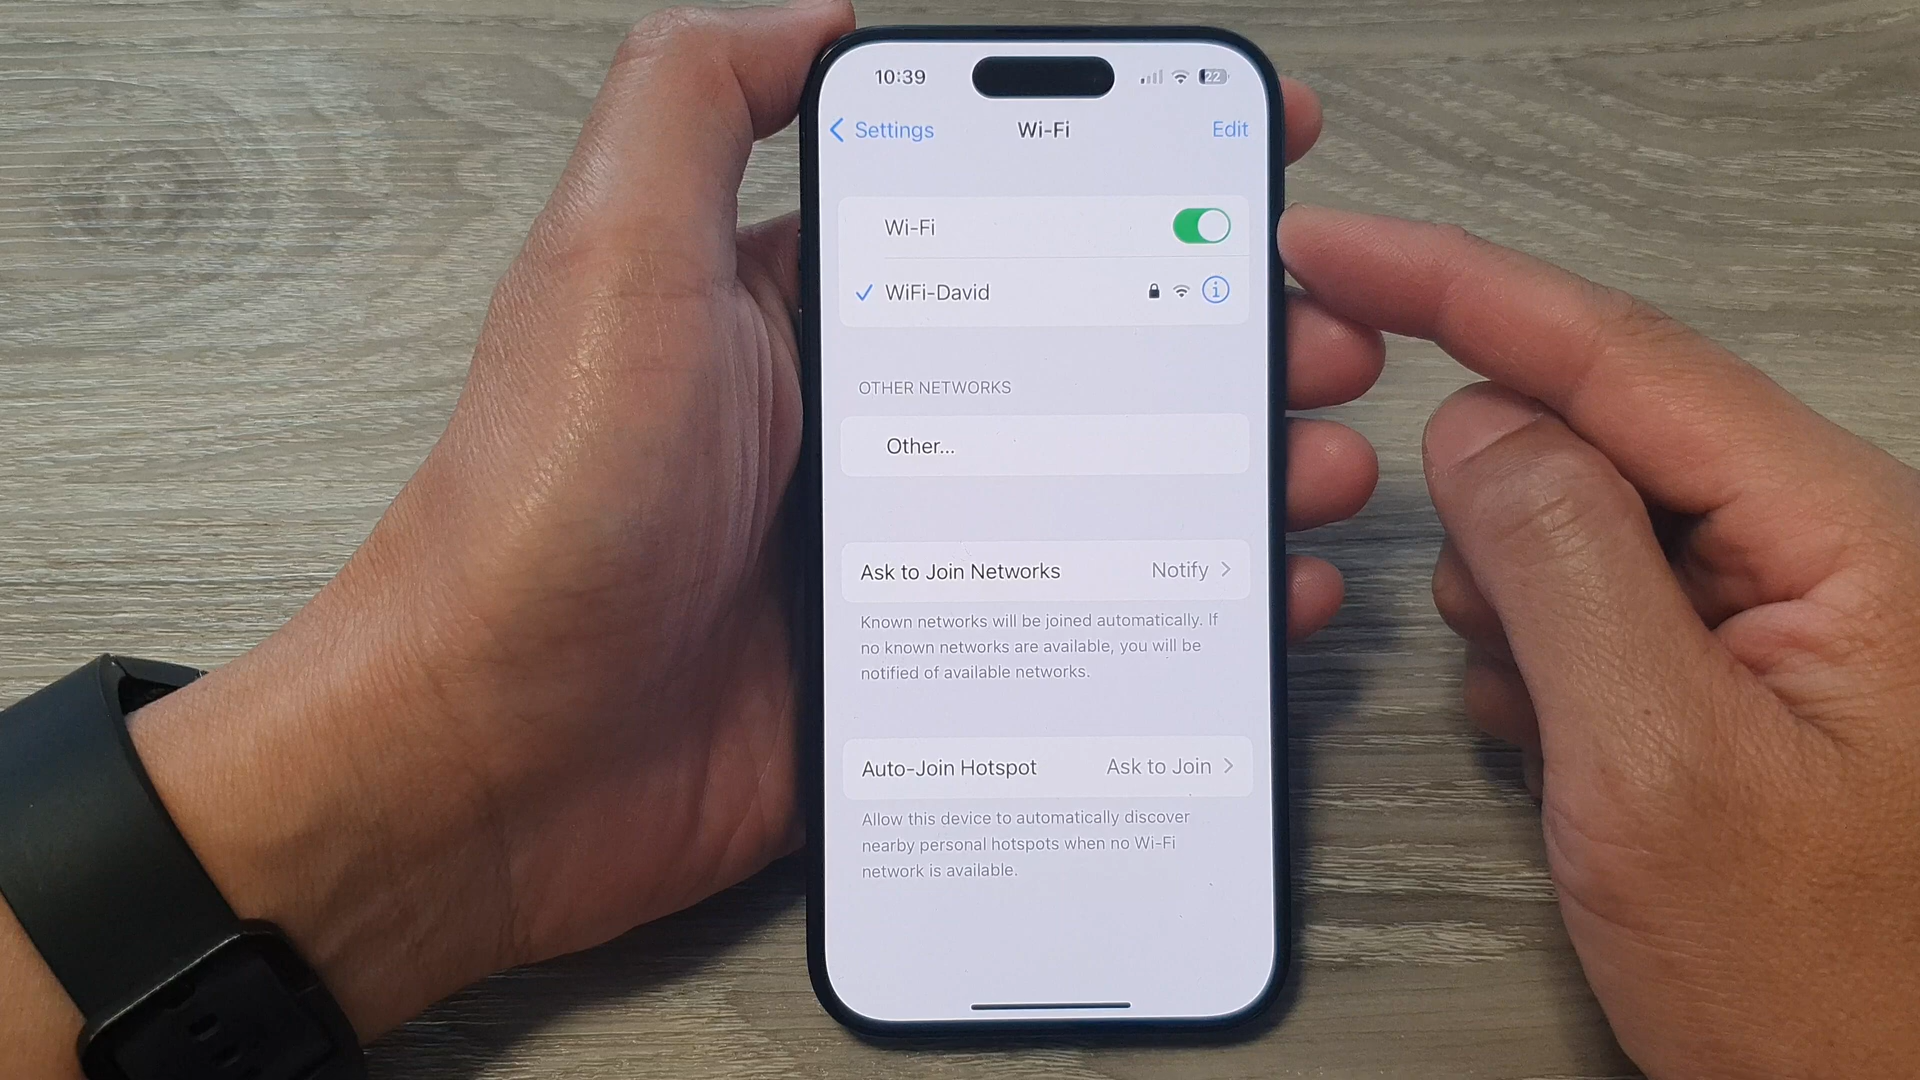 10:39 22
Settings Wi-Fi Edit
Wi-Fi
WiFi-David
OTHER NETWORKS
Other...
Ask to Join Networks Notify
Known networks will be joined automatically. If
no known networks are available, you will be
notified of available networks.
Auto-Join Hotspot Ask to Join
Allow this device to automatically discover
nearby personal hotspots when no Wi-Fi
network is available.